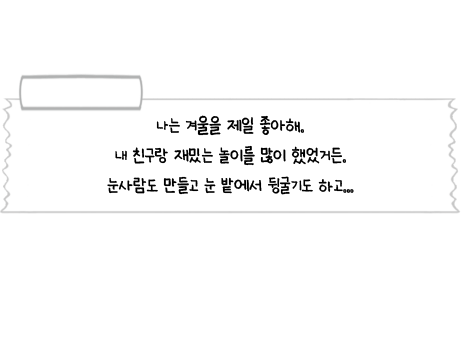 나는 겨울을 제일 좋아해.
내 친구랑 재밌는 놀이를 많이 했었거든.
눈사람도 만들고 눈 밭에서 뒹굴기도 하고...